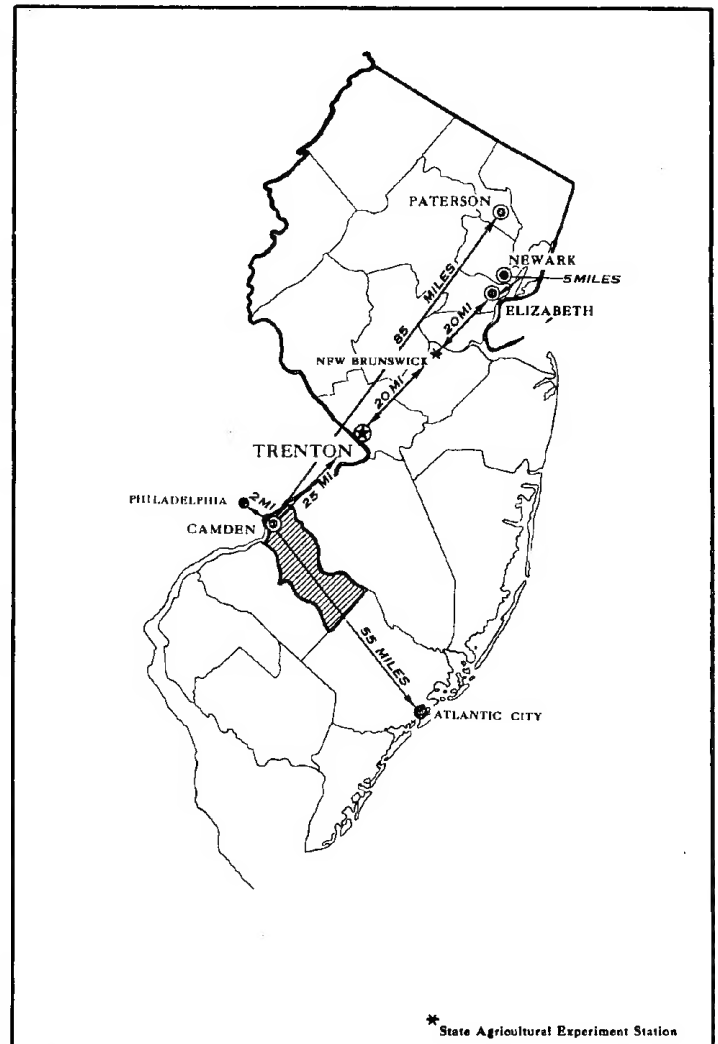 PATERSON
NEWARK
5 MILES
ELIZABETH
85 MILES
20 MI
NEW BRUNSWICK
20 MI-
TRENTON
25 MI.
PHILADELPHIA
2 MI
CAMDEN
55 MILES
ATLANTIC CITY
*State Agricultural Experiment Station